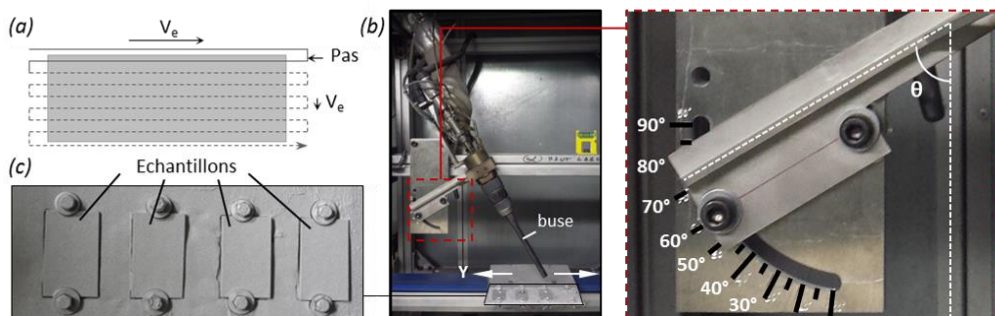 (a)
Ve
Pas
Ve
(b)
buse
Y
(c)
Echantillons
θ
90°
80°
70°
60°
50°
40°
30°